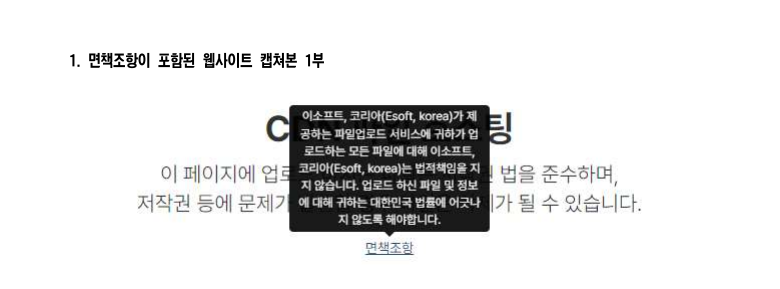 1. 면책조항이 포함된 웹사이트 캡쳐본 1부
이소프트, 코리아(Esoft, korea)가 제
공하는 파일업로드 서비스에 귀하가 업
로드하는 모든 파일에 대해 이소프트,
코리아(Esoft, korea)는 법적책임을 지
지 않습니다. 업로드 하신 파일 및 정보
에 대해 귀하는 대한민국 법률에 어긋나
지 않도록 해야합니다.
팅
이 페이지에 업로 법을 준수하며,
저작권 등에 문제가 가 될 수 있습니다.
면책조항